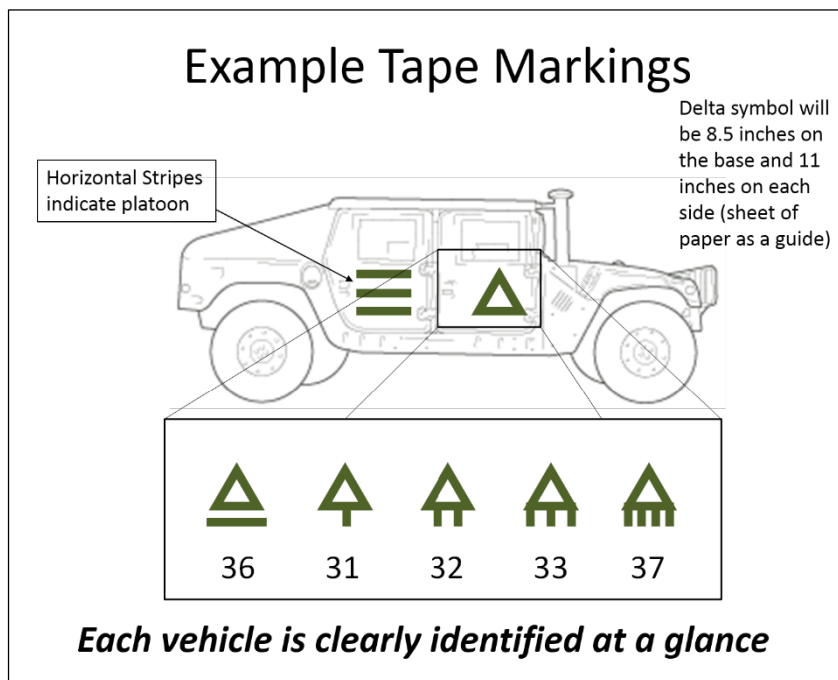 Example Tape Markings
Delta symbol will
be 8.5 inches on
the base and 11
inches on each
side (sheet of
paper as a guide)
Horizontal Stripes
indicate platoon
36 31 32 33 37
Each vehicle is clearly identified at a glance